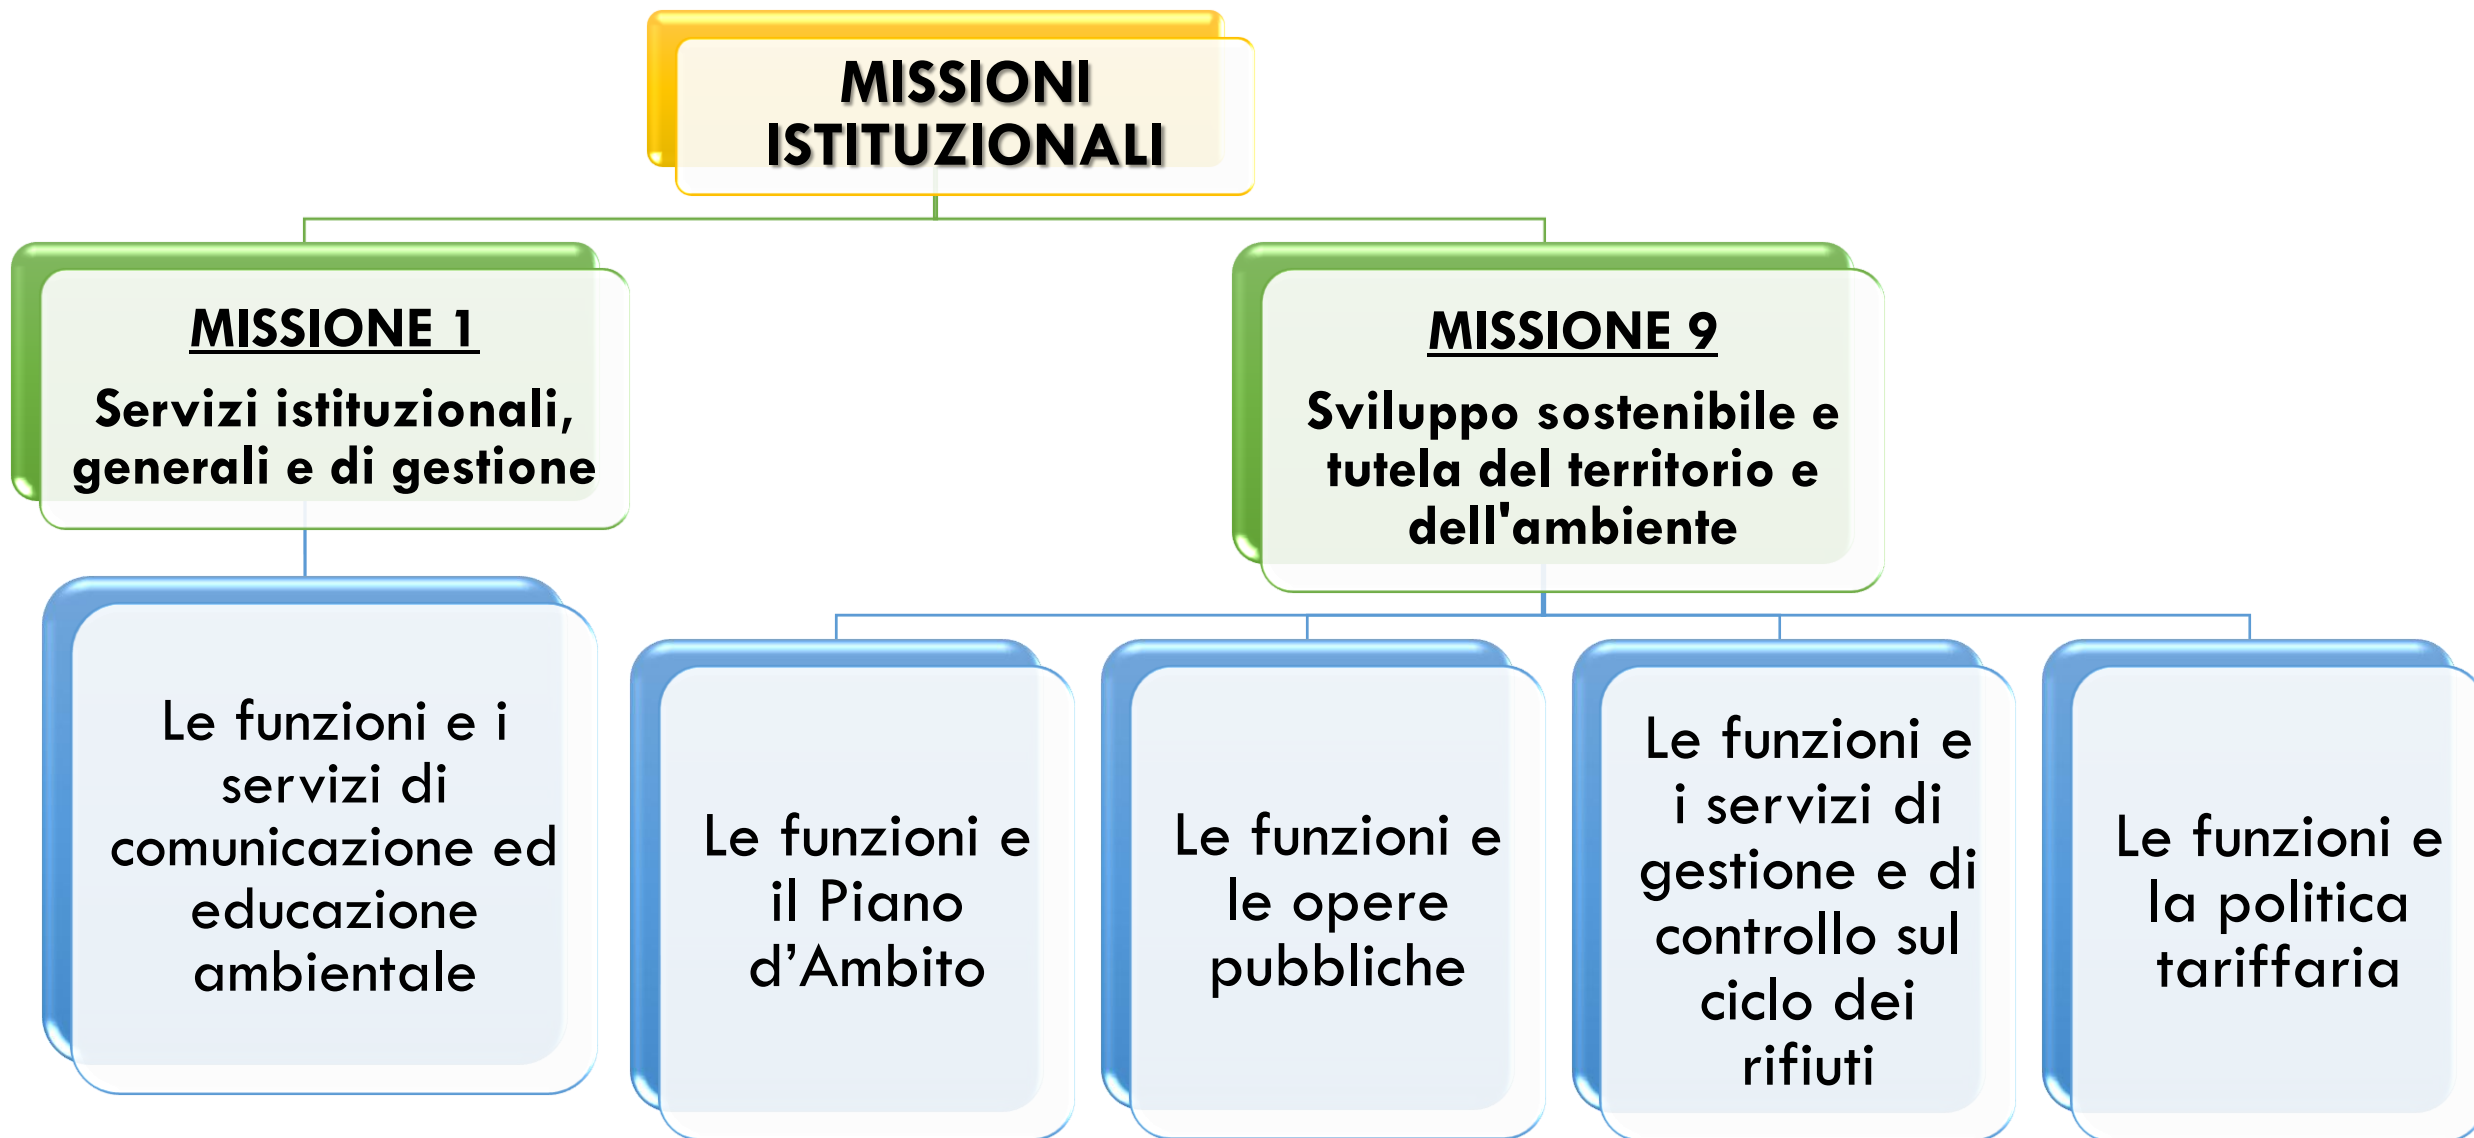 MISSIONI
ISTITUZIONALI
MISSIONE 1
Servizi istituzionali,
generali e di gestione
MISSIONE 9
Sviluppo sostenibile e
tutela del territorio e
dell'ambiente
Le funzioni e i
servizi di
comunicazione ed
educazione
ambientale
Le funzioni e
il Piano
d’Ambito
Le funzioni e
le opere
pubbliche
Le funzioni e
i servizi di
gestione e di
controllo sul
ciclo dei
rifiuti
Le funzioni e
la politica
tariffaria